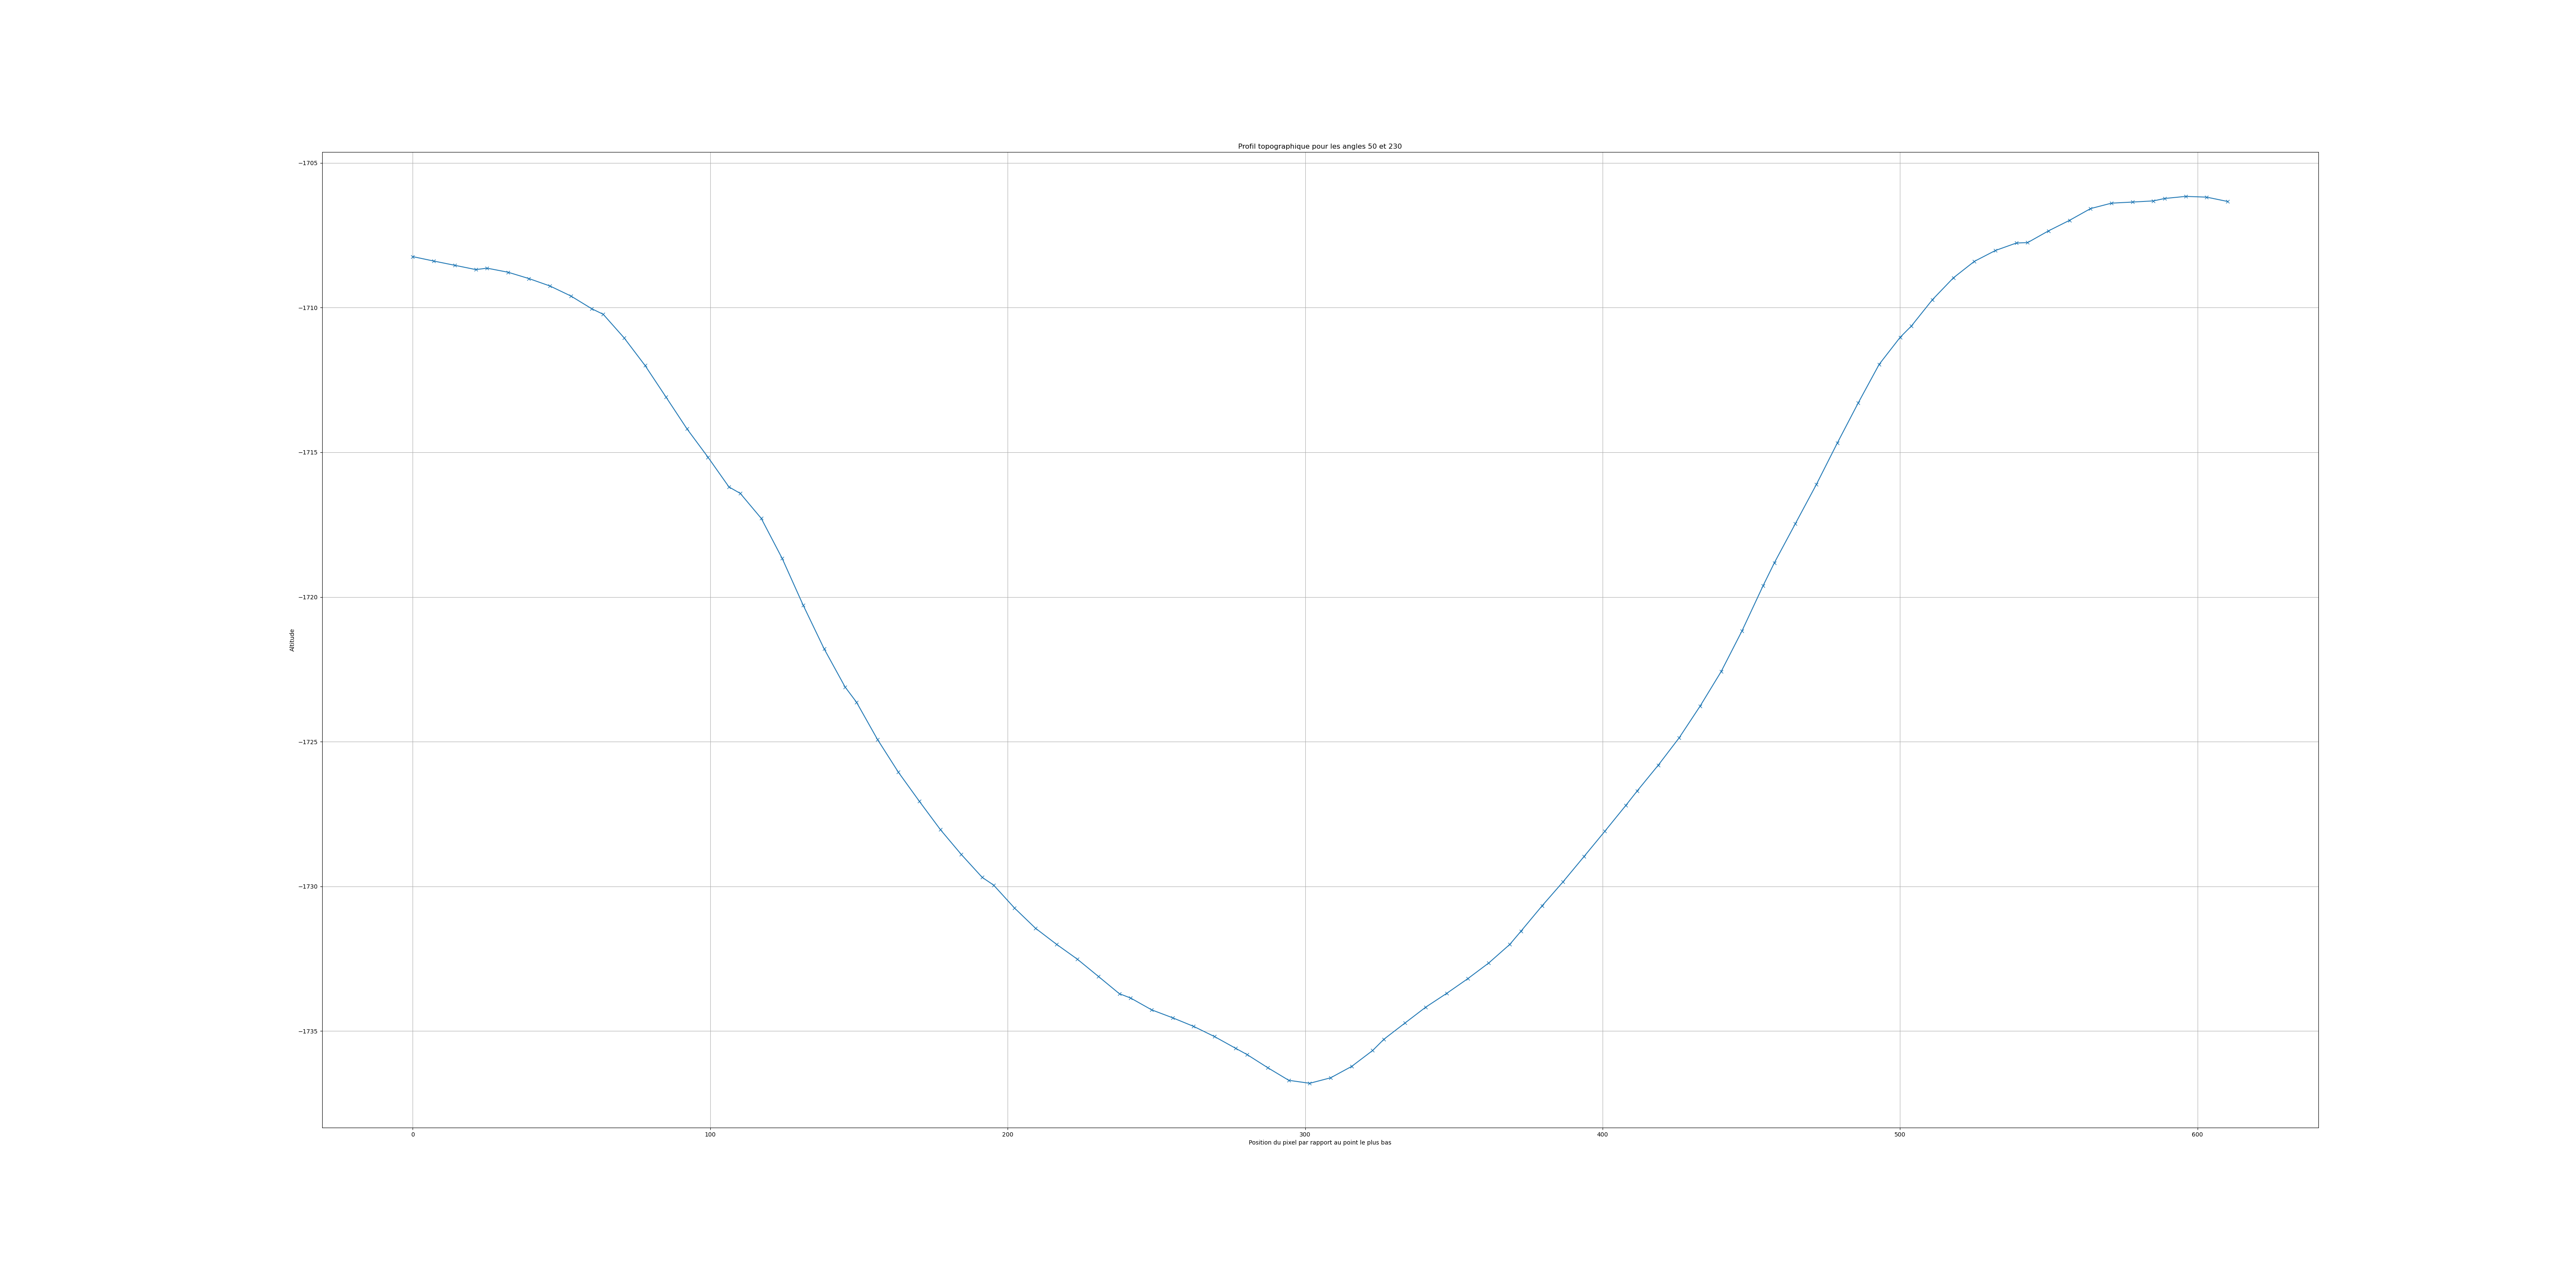 Profil topographique pour les angles 50 et 230
−1705
−1710
−1715
−1720
−1725
−1730
−1735
Altitude
0 100 200 300 400 500 600
Position du pixel par rapport au point le plus bas